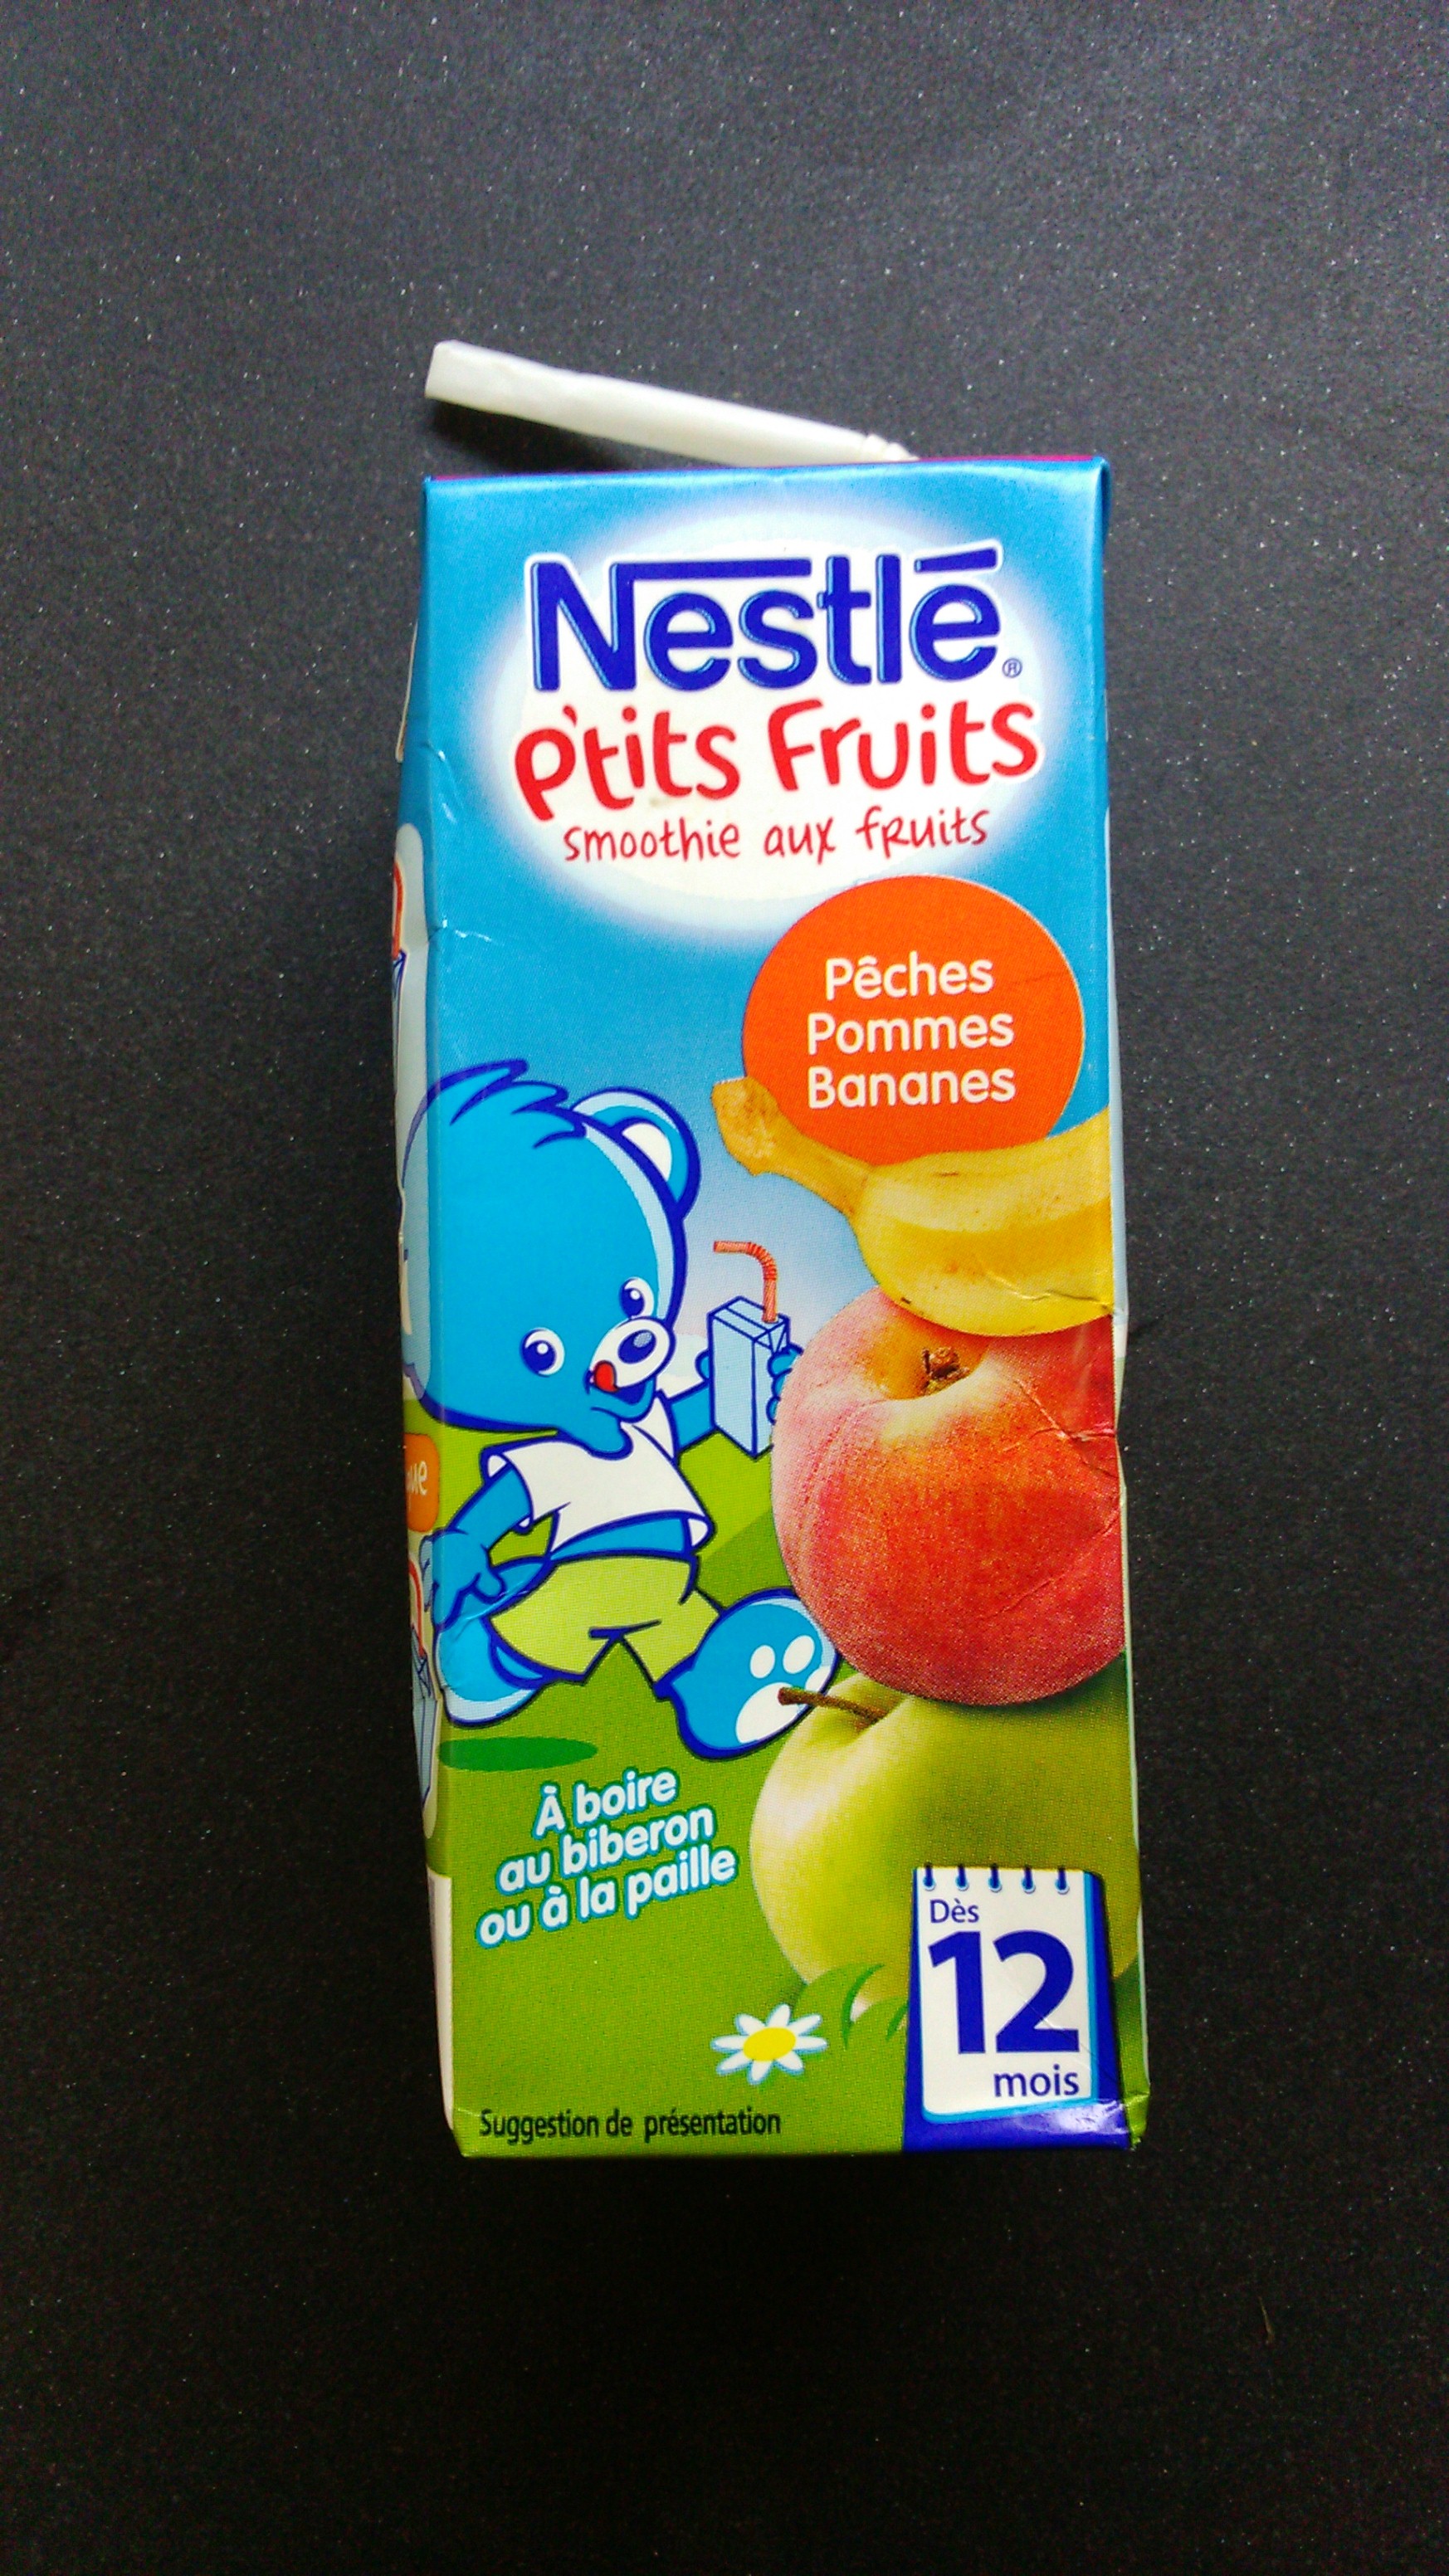 Nestlé®
P'tits Fruits
smoothie aux fruits
Pêches
Pommes
Bananes
À boire
au biberon
ou à la paille
Dès
12
mois
Suggestion de présentation